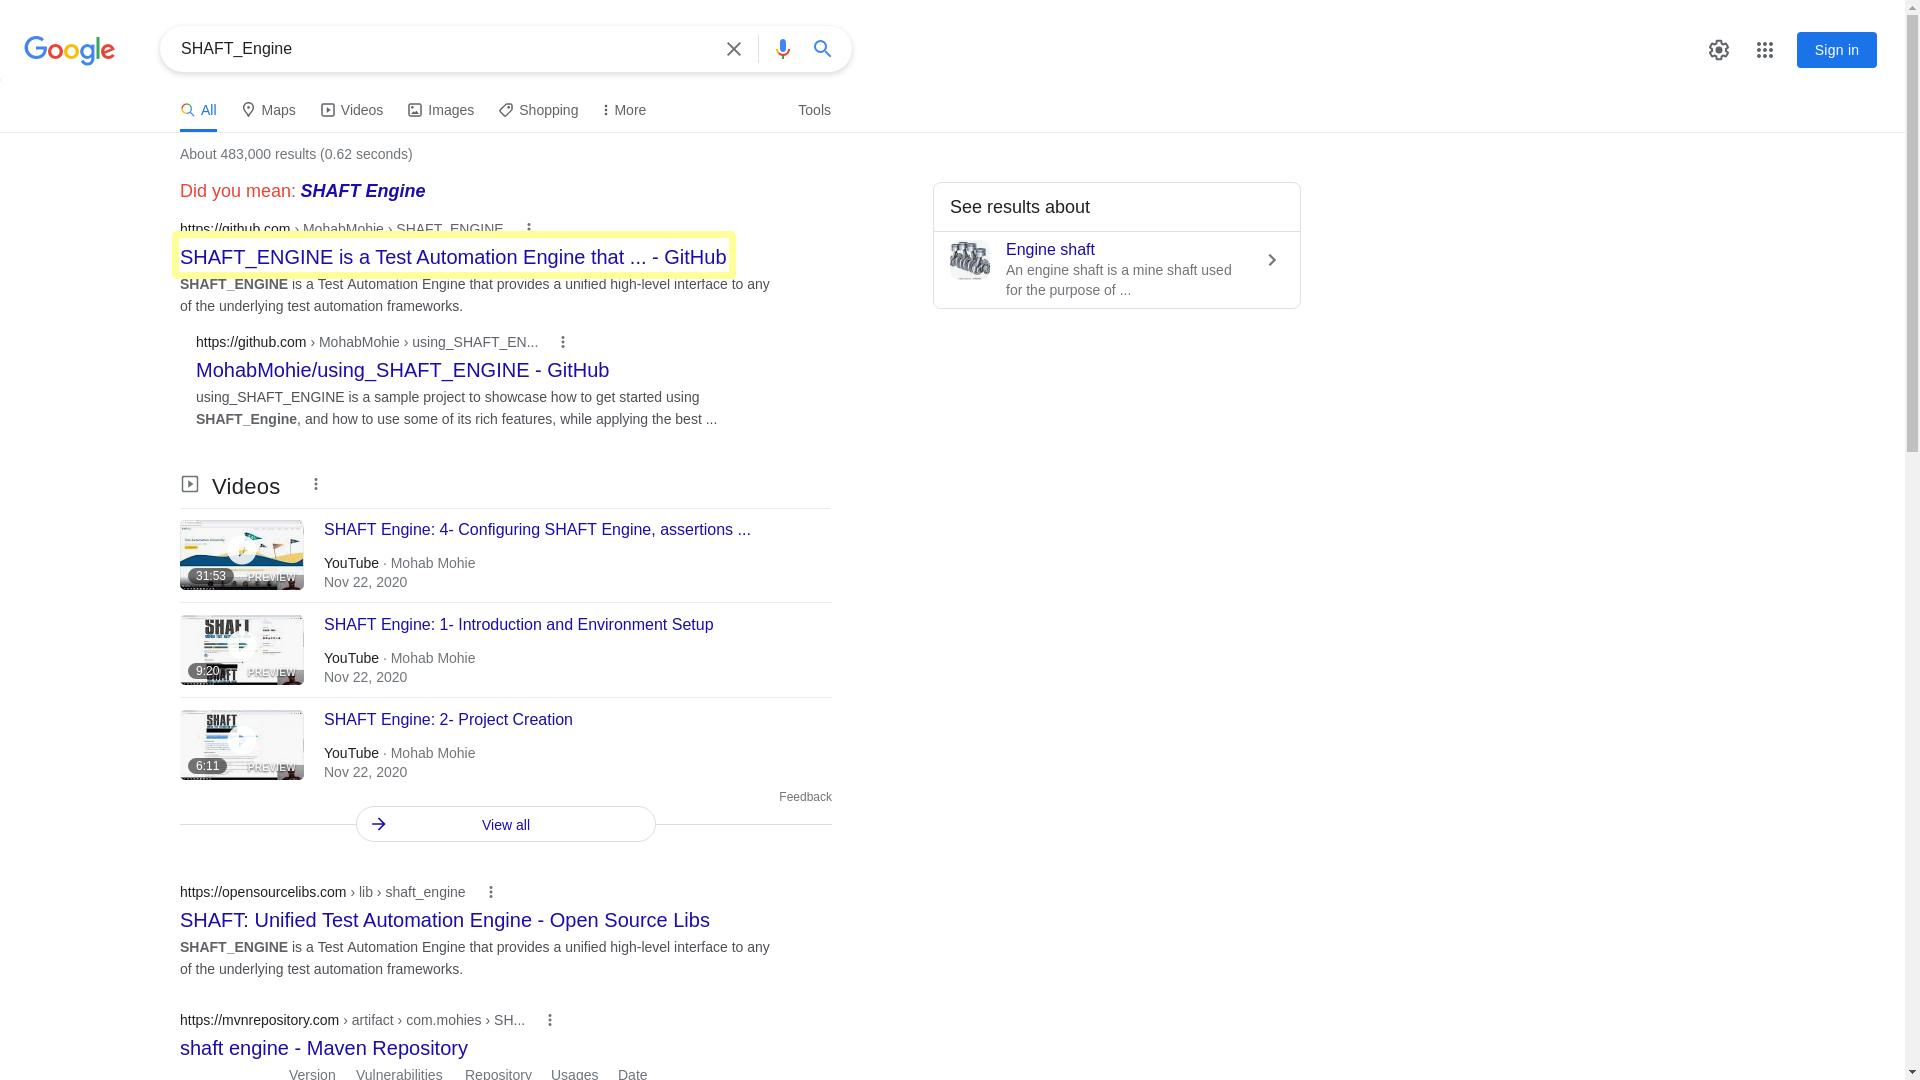 Google
SHAFT_Engine
Sign in
All
Maps
Videos
Images
Shopping
More
Tools
About 483,000 results (0.62 seconds)
Did you mean: SHAFT Engine
https://github.com › MohabMohie › SHAFT_ENGINE
SHAFT_ENGINE is a Test Automation Engine that ... - GitHub
SHAFT_ENGINE is a Test Automation Engine that provides a unified high-level interface to any
of the underlying test automation frameworks.
https://github.com › MohabMohie › using_SHAFT_EN...
MohabMohie/using_SHAFT_ENGINE - GitHub
using_SHAFT_ENGINE is a sample project to showcase how to get started using
SHAFT_Engine, and how to use some of its rich features, while applying the best ...
See results about
Engine shaft
An engine shaft is a mine shaft used
for the purpose of ...
Videos
31:53
PREVIEW
SHAFT Engine: 4- Configuring SHAFT Engine, assertions ...
YouTube · Mohab Mohie
Nov 22, 2020
SHAFT
9:20
PREVIEW
SHAFT
SHAFT Engine: 1- Introduction and Environment Setup
YouTube · Mohab Mohie
Nov 22, 2020
SHAFT
6:11
PREVIEW
SHAFT Engine: 2- Project Creation
YouTube · Mohab Mohie
Nov 22, 2020
Feedback
View all
https://opensourcelibs.com › lib › shaft_engine
SHAFT: Unified Test Automation Engine - Open Source Libs
SHAFT_ENGINE is a Test Automation Engine that provides a unified high-level interface to any
of the underlying test automation frameworks.
https://mvnrepository.com › artifact › com.mohies › SH...
shaft engine - Maven Repository
Version Vulnerabilities Repository Usages Date